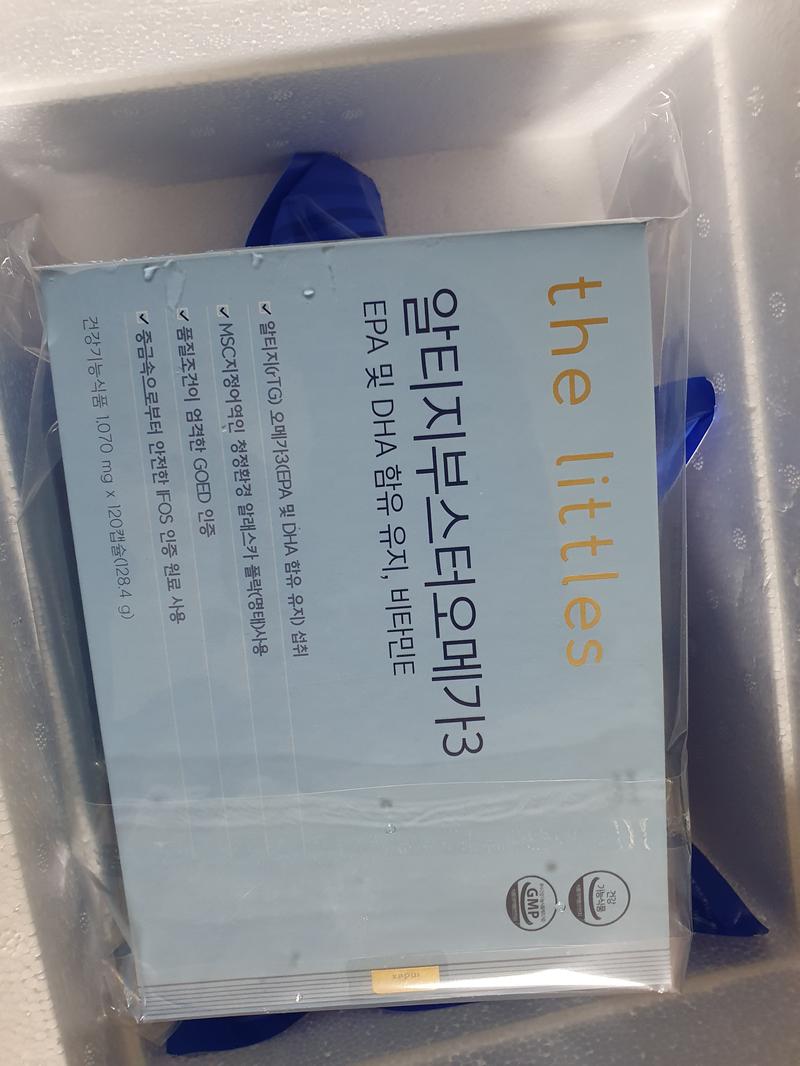 the littles
알티지부스터오메가3
EPA 및 DHA 함유 유지, 비타민E
알티지(rTG) 오메가3(EPA 및 DHA 함유 유지) 섭취
MSC지정어역인 청정환경 알래스카 폴락(명태)사용
품질조건이 엄격한 GOED 인증
중금속으로부터 안전한 IFOS 인증 원료 사용
건강기능식품 1,070 mg x 120캡슐(128.4 g)
건강
기능식품
GMP
index